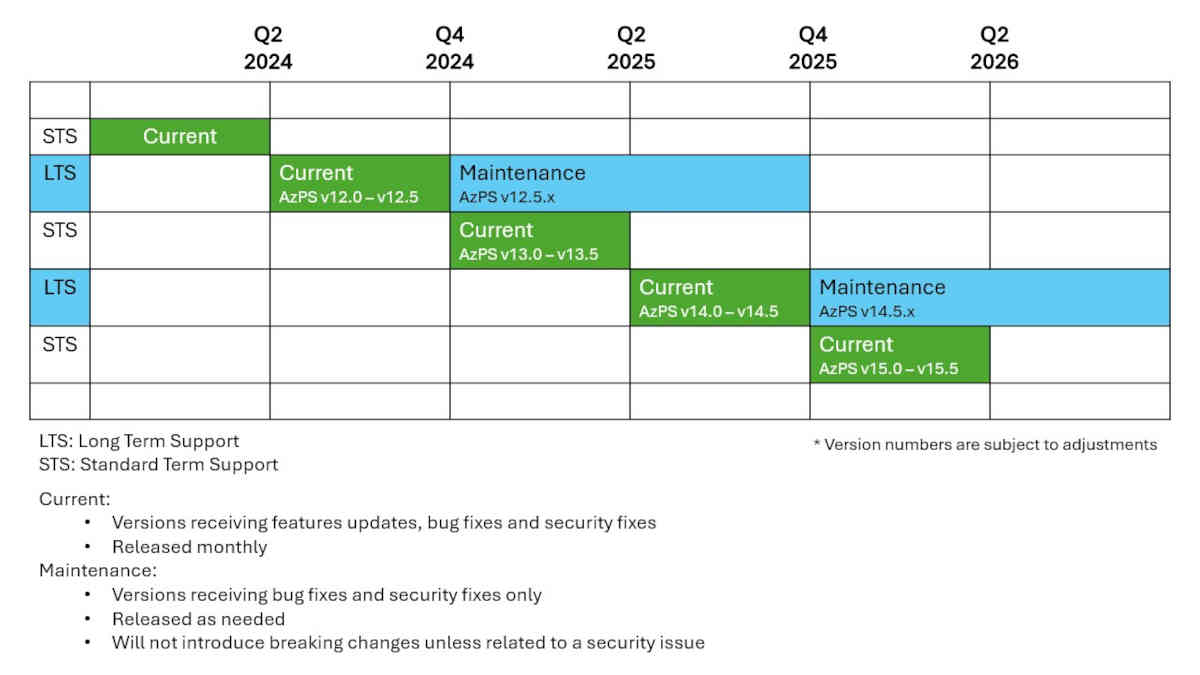 Q2 Q4 Q2 Q4 Q2
2024 2024 2025 2025 2026
STS Current
LTS Current Maintenance
AzPS v12.0 – v12.5 AzPS v12.5.x
STS Current
AzPS v13.0 – v13.5
LTS Current Maintenance
AzPS v14.0 – v14.5 AzPS v14.5.x
STS Current
AzPS v15.0 – v15.5
LTS: Long Term Support
* Version numbers are subject to adjustments
STS: Standard Term Support
Current:
• Versions receiving features updates, bug fixes and security fixes
• Released monthly
Maintenance:
• Versions receiving bug fixes and security fixes only
• Released as needed
• Will not introduce breaking changes unless related to a security issue